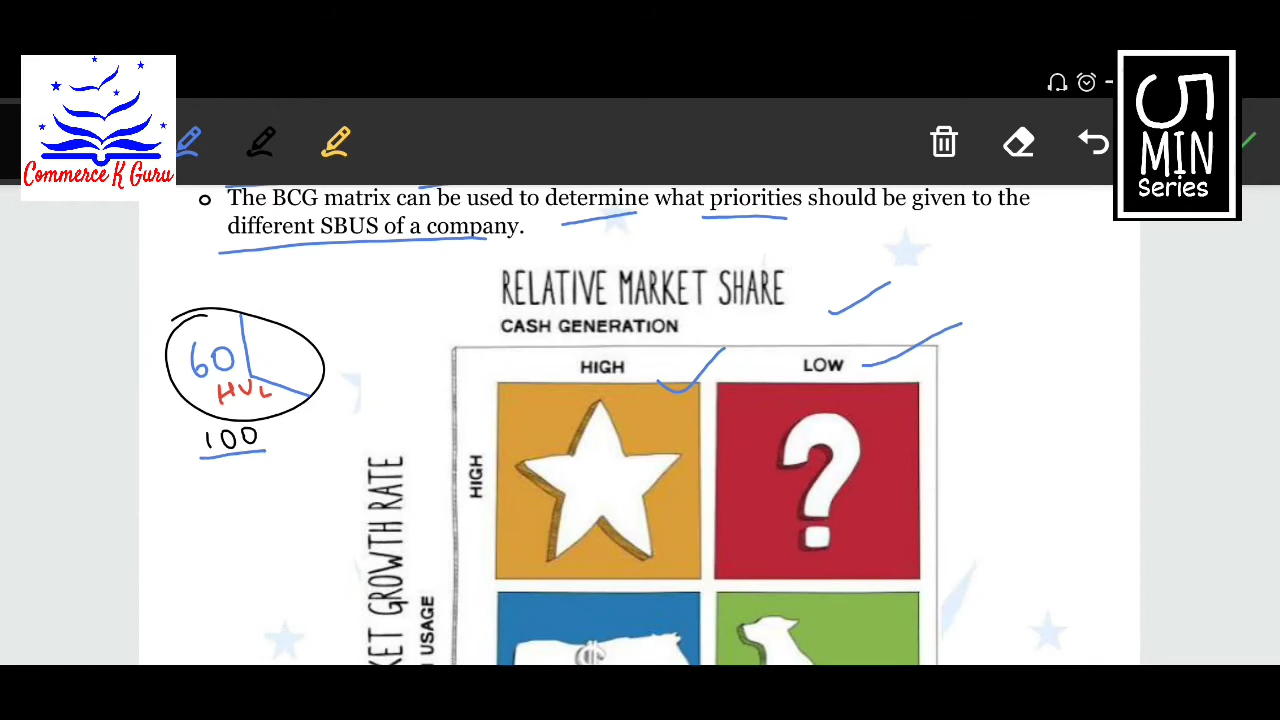 Commerce K Guru
5
MIN
Series
The BCG matrix can be used to determine what priorities should be given to the
different SBUS of a company.
RELATIVE MARKET SHARE
CASH GENERATION
HIGH
LOW
60
HUL
100
HIGH
GROWTH RATE
USAGE
?
$